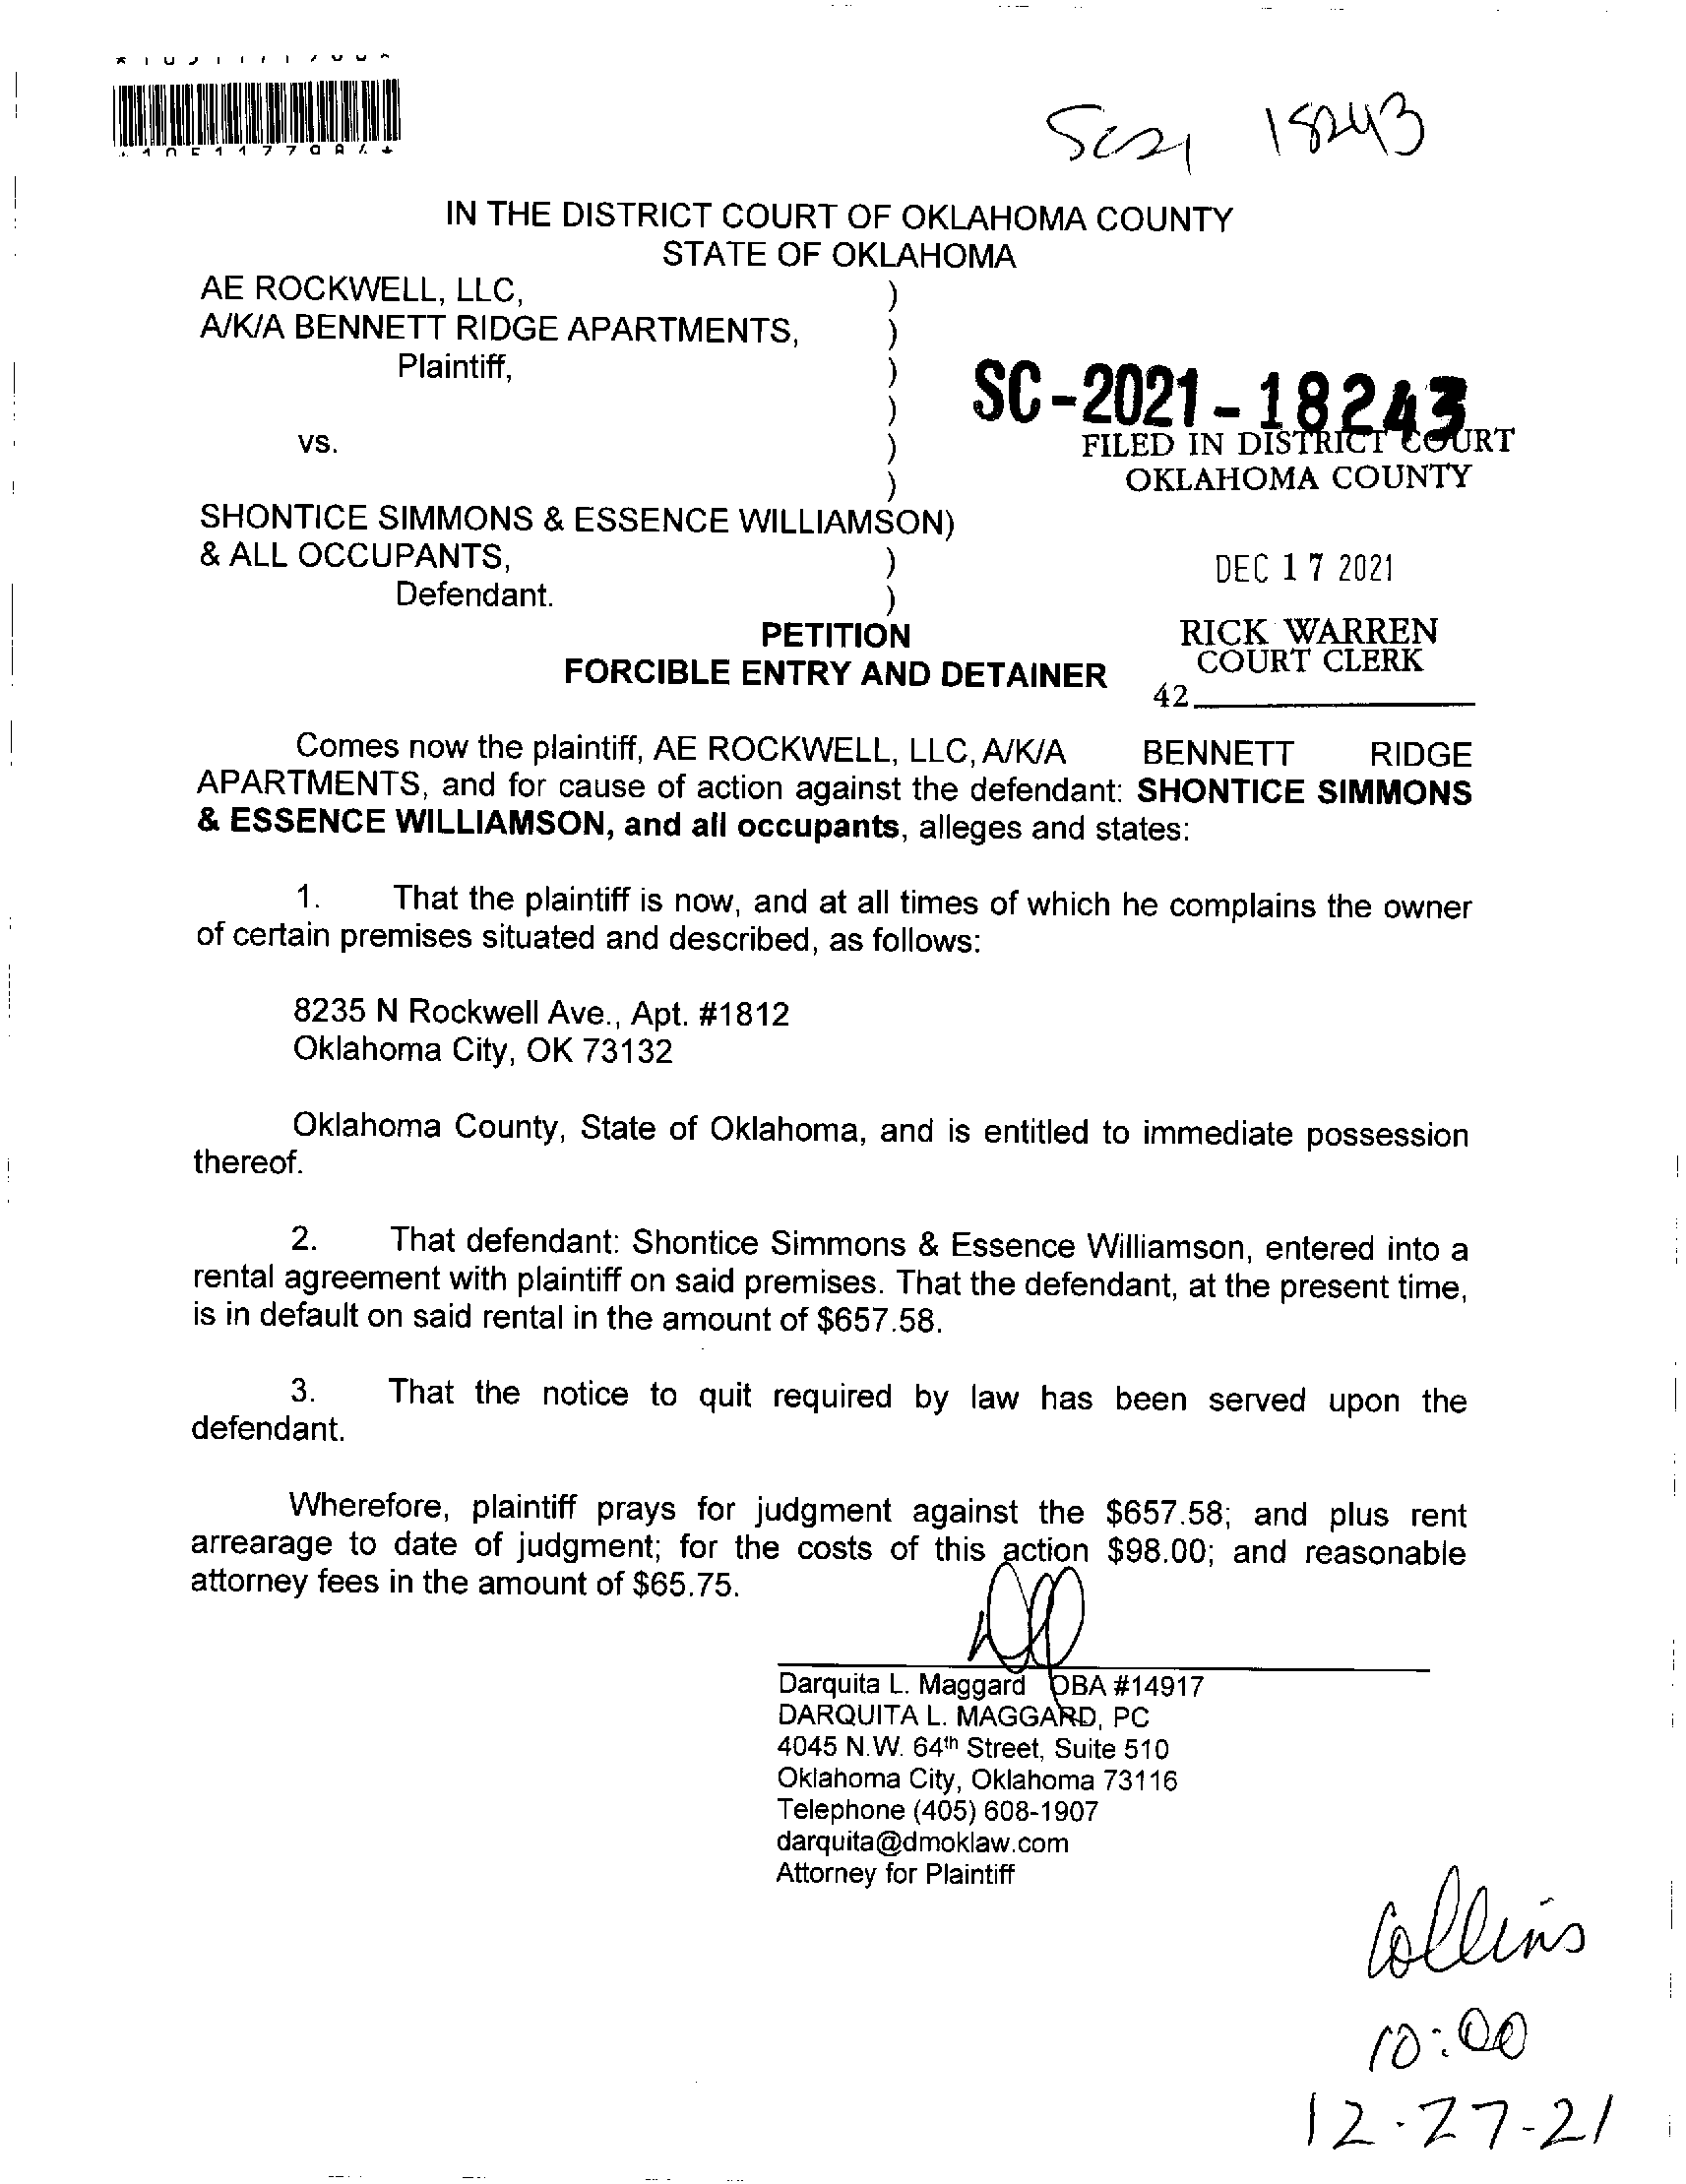 SC21 18243
IN THE DISTRICT COURT OF OKLAHOMA COUNTY
STATE OF OKLAHOMA
AE ROCKWELL, LLC, )
A/K/A BENNETT RIDGE APARTMENTS, )
Plaintiff, )
)
SC-2021-18243
vs. )
FILED IN DISTRICT COURT
OKLAHOMA COUNTY
)
SHONTICE SIMMONS & ESSENCE WILLIAMSON)
& ALL OCCUPANTS, )
DEC 17 2021
Defendant. )
PETITION
RICK WARREN
COURT CLERK
FORCIBLE ENTRY AND DETAINER
42
Comes now the plaintiff, AE ROCKWELL, LLC, A/K/A BENNETT RIDGE
APARTMENTS, and for cause of action against the defendant: SHONTICE SIMMONS
& ESSENCE WILLIAMSON, and all occupants, alleges and states:
1. That the plaintiff is now, and at all times of which he complains the owner
of certain premises situated and described, as follows:
8235 N Rockwell Ave., Apt. #1812
Oklahoma City, OK 73132
Oklahoma County, State of Oklahoma, and is entitled to immediate possession
thereof.
2. That defendant: Shontice Simmons & Essence Williamson, entered into a
rental agreement with plaintiff on said premises. That the defendant, at the present time,
is in default on said rental in the amount of $657.58.
3. That the notice to quit required by law has been served upon the
defendant.
Wherefore, plaintiff prays for judgment against the $657.58; and plus rent
arrearage to date of judgment; for the costs of this action $98.00; and reasonable
attorney fees in the amount of $65.75.
Darquita L. Maggard OBA #14917
DARQUITA L. MAGGARD, PC
4045 N.W. 64th Street, Suite 510
Oklahoma City, Oklahoma 73116
Telephone (405) 608-1907
darquita@dmoklaw.com
Attorney for Plaintiff
Collins
10:00
12-27-21